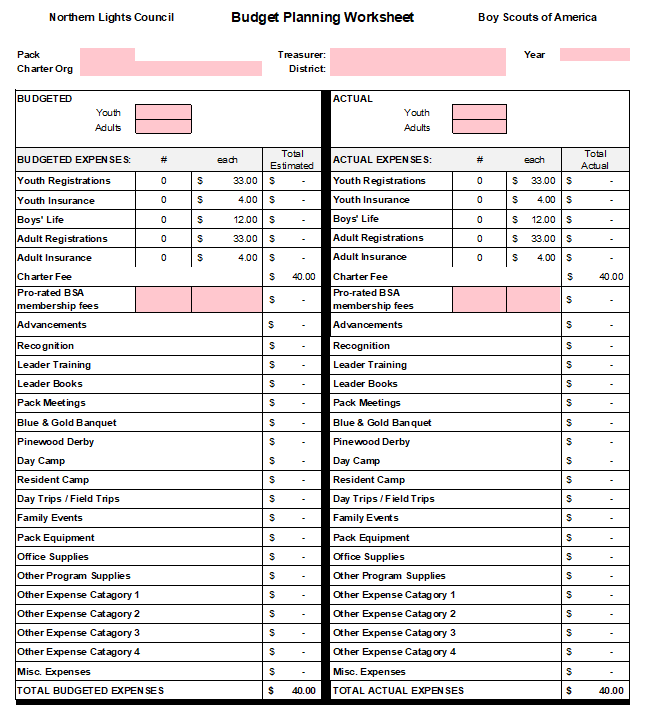 Northern Lights Council Budget Planning Worksheet Boy Scouts of America
Pack Treasurer: Year
Charter Org District:
BUDGETED ACTUAL
Youth Youth
Adults Adults
BUDGETED EXPENSES: # each Total Estimated ACTUAL EXPENSES: # each Total Actual
Youth Registrations 0 $ 33.00 $ - Youth Registrations 0 $ 33.00 $ -
Youth Insurance 0 $ 4.00 $ - Youth Insurance 0 $ 4.00 $ -
Boys' Life 0 $ 12.00 $ - Boys' Life 0 $ 12.00 $ -
Adult Registrations 0 $ 33.00 $ - Adult Registrations 0 $ 33.00 $ -
Adult Insurance 0 $ 4.00 $ - Adult Insurance 0 $ 4.00 $ -
Charter Fee $ 40.00 Charter Fee $ 40.00
Pro-rated BSA membership fees $ - Pro-rated BSA membership fees $ -
Advancements $ - Advancements $ -
Recognition $ - Recognition $ -
Leader Training $ - Leader Training $ -
Leader Books $ - Leader Books $ -
Pack Meetings $ - Pack Meetings $ -
Blue & Gold Banquet $ - Blue & Gold Banquet $ -
Pinewood Derby $ - Pinewood Derby $ -
Day Camp $ - Day Camp $ -
Resident Camp $ - Resident Camp $ -
Day Trips / Field Trips $ - Day Trips / Field Trips $ -
Family Events $ - Family Events $ -
Pack Equipment $ - Pack Equipment $ -
Office Supplies $ - Office Supplies $ -
Other Program Supplies $ - Other Program Supplies $ -
Other Expense Catagory 1 $ - Other Expense Catagory 1 $ -
Other Expense Catagory 2 $ - Other Expense Catagory 2 $ -
Other Expense Catagory 3 $ - Other Expense Catagory 3 $ -
Other Expense Catagory 4 $ - Other Expense Catagory 4 $ -
Misc. Expenses $ - Misc. Expenses $ -
TOTAL BUDGETED EXPENSES $ 40.00 TOTAL ACTUAL EXPENSES $ 40.00